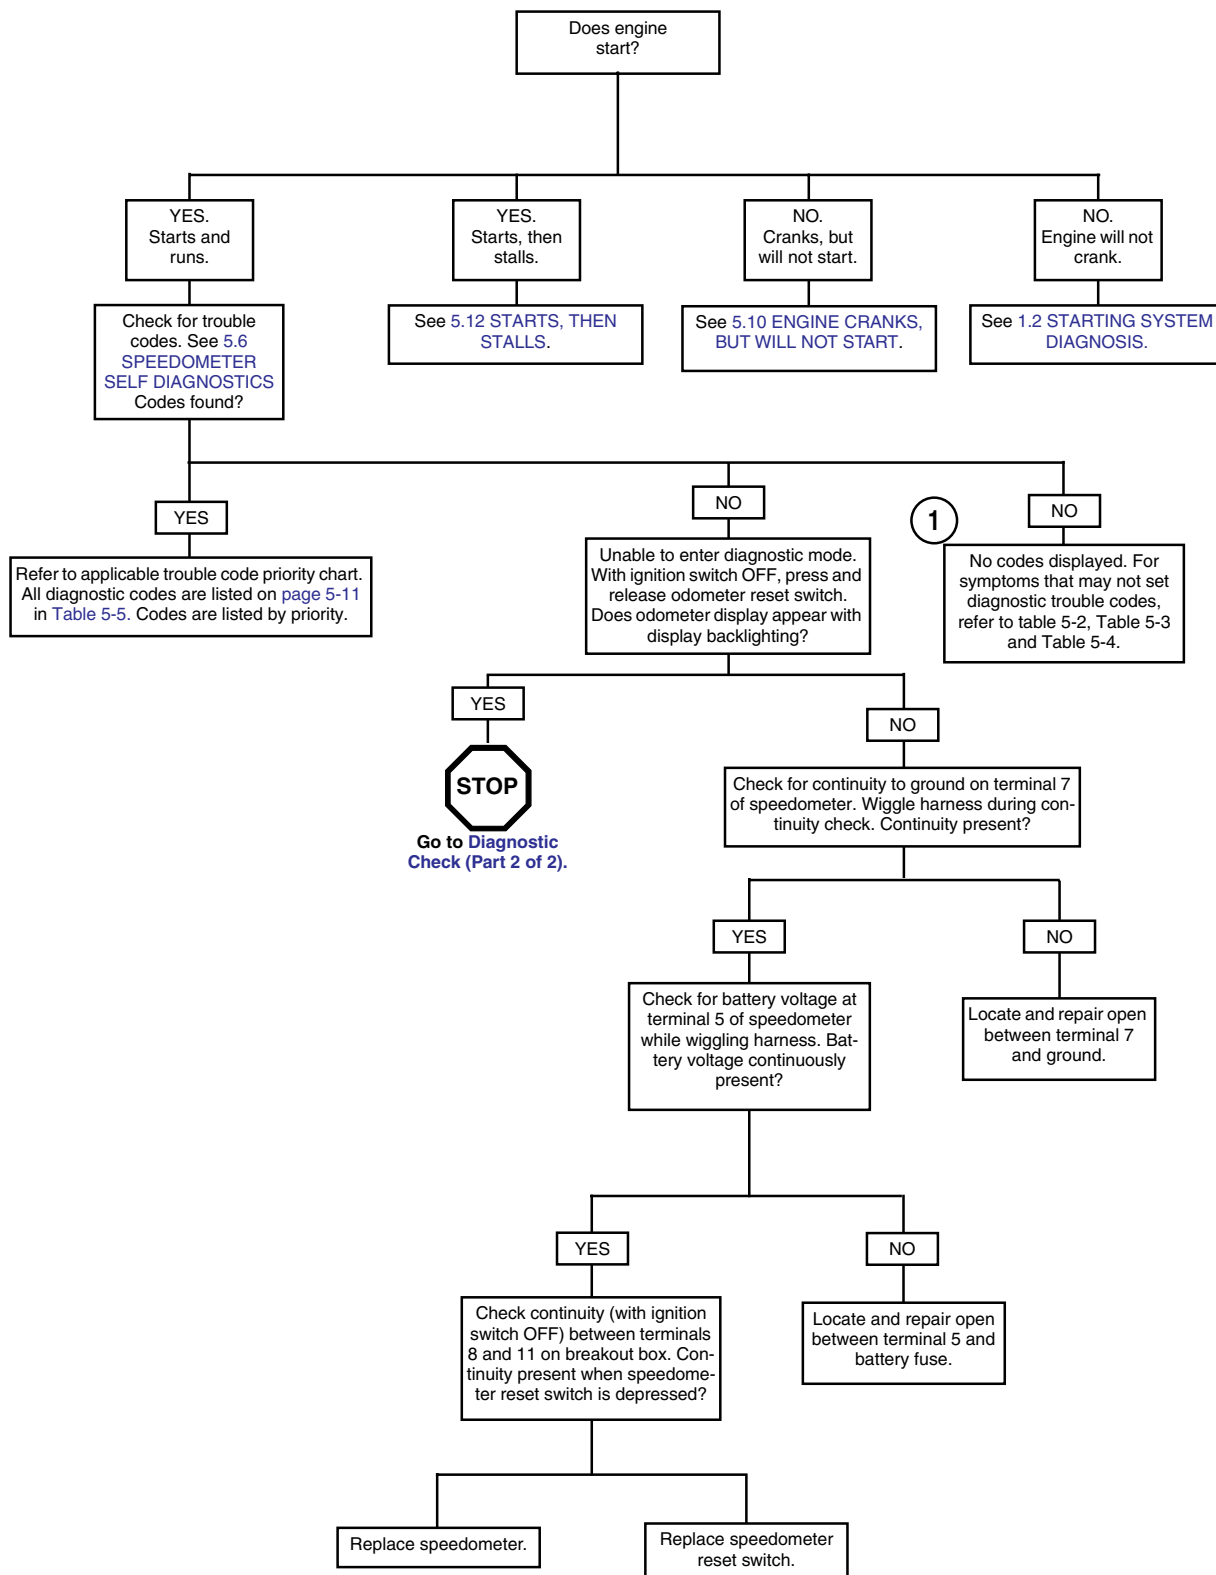 Does engine
start?
YES.
Starts and
runs.
YES.
Starts, then
stalls.
NO.
Cranks, but
will not start.
NO.
Engine will not
crank.
Check for trouble
codes. See 5.6
SPEEDOMETER
SELF DIAGNOSTICS
Codes found?
See 5.12 STARTS, THEN
STALLS.
See 5.10 ENGINE CRANKS,
BUT WILL NOT START.
See 1.2 STARTING SYSTEM
DIAGNOSIS.
YES
NO
1
NO
Refer to applicable trouble code priority chart.
All diagnostic codes are listed on page 5-11
in Table 5-5. Codes are listed by priority.
Unable to enter diagnostic mode.
With ignition switch OFF, press and
release odometer reset switch.
Does odometer display appear with
display backlighting?
No codes displayed. For
symptoms that may not set
diagnostic trouble codes,
refer to table 5-2, Table 5-3
and Table 5-4.
YES
NO
STOP
Go to Diagnostic
Check (Part 2 of 2).
Check for continuity to ground on terminal 7
of speedometer. Wiggle harness during con-
tinuity check. Continuity present?
YES
NO
Check for battery voltage at
terminal 5 of speedometer
while wiggling harness. Bat-
tery voltage continuously
present?
Locate and repair open
between terminal 7
and ground.
YES
NO
Check continuity (with ignition
switch OFF) between terminals
8 and 11 on breakout box. Con-
tinuity present when speedome-
ter reset switch is depressed?
Locate and repair open
between terminal 5 and
battery fuse.
Replace speedometer.
Replace speedometer
reset switch.